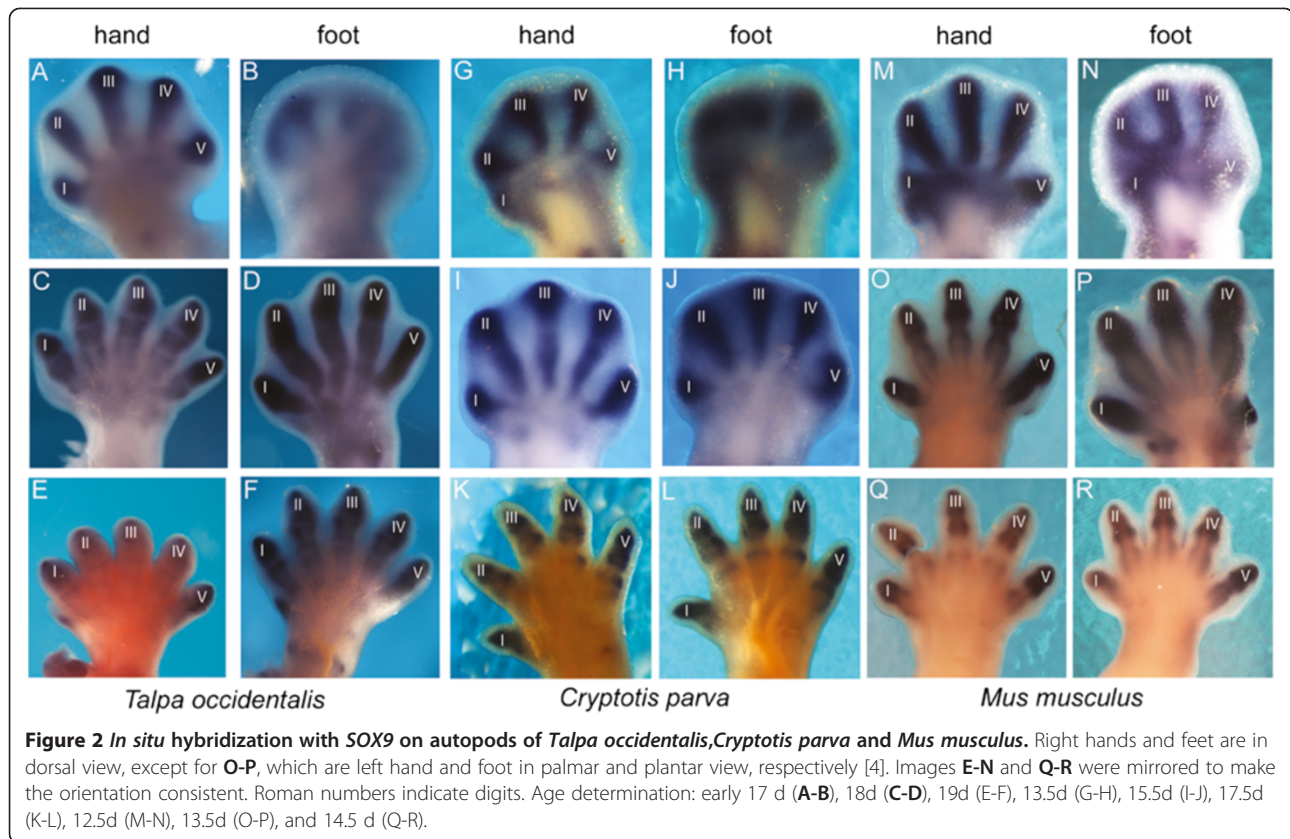 hand foot hand foot hand foot
A III IV II V I
B
G III IV II V I
H
M III II IV I V
N III IV II V I
C III II IV I V
D III IV II V I
I III II IV I V
J III II IV I V
O III IV II V I
P III IV II V I
E III II IV I V
F II III IV I V
K III IV V II I
L III IV II V I
Q III IV II I V
R II III IV I V
Talpa occidentalis Cryptotis parva Mus musculus
Figure 2 In situ hybridization with SOX9 on autopods of Talpa occidentalis,Cryptotis parva and Mus musculus. Right hands and feet are in
dorsal view, except for O-P, which are left hand and foot in palmar and plantar view, respectively [4]. Images E-N and Q-R were mirrored to make
the orientation consistent. Roman numbers indicate digits. Age determination: early 17 d (A-B), 18d (C-D), 19d (E-F), 13.5d (G-H), 15.5d (I-J), 17.5d
(K-L), 12.5d (M-N), 13.5d (O-P), and 14.5 d (Q-R).